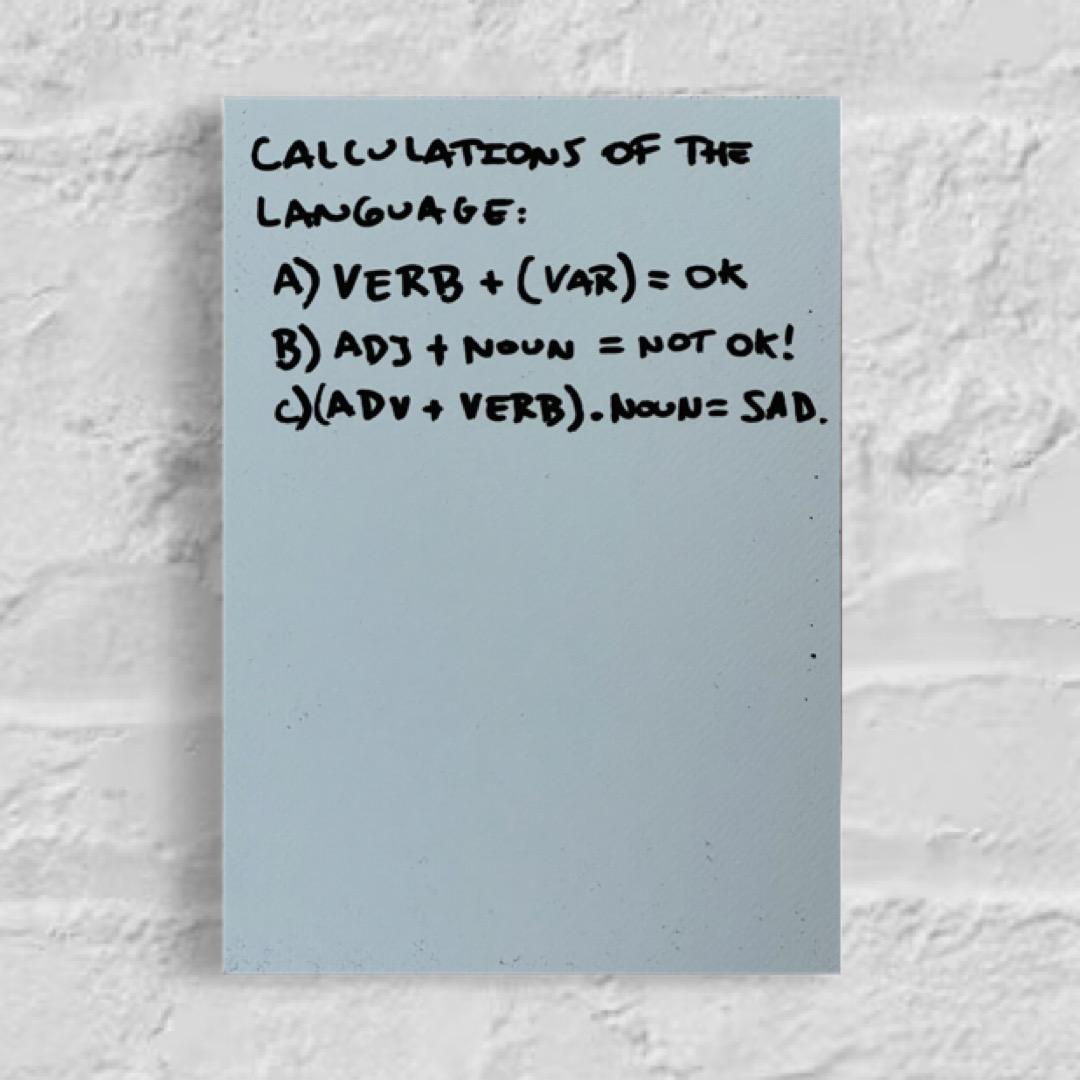 CALCULATIONS OF THE
LANGUAGE:
A) VERB + (VAR) = OK
B) ADJ + NOUN = NOT OK!
C)(ADV + VERB).NOUN= SAD.